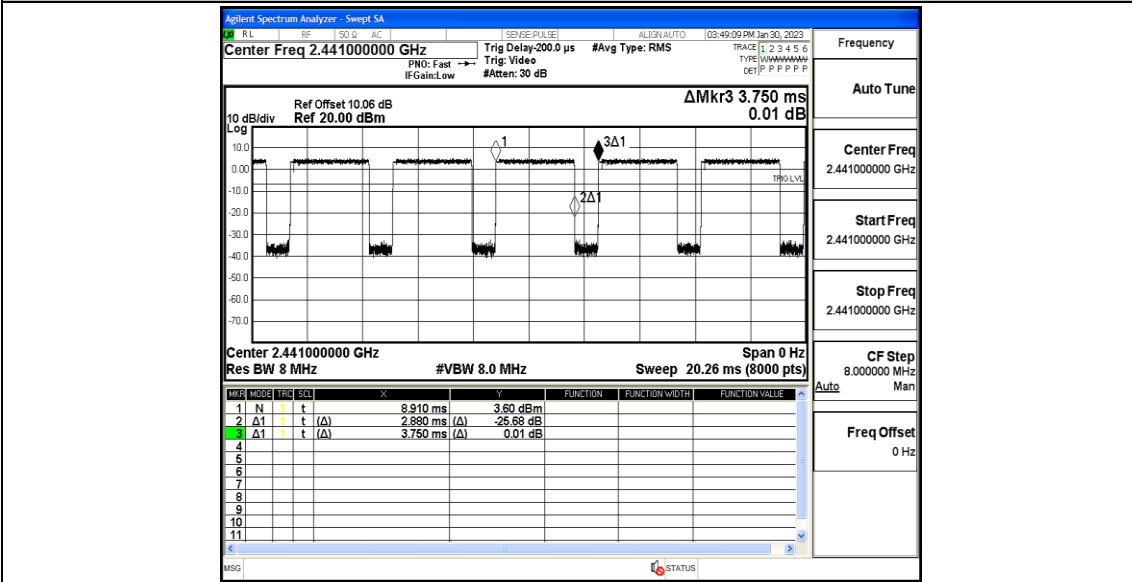 Agilent Spectrum Analyzer - Swept SA
RL RF 50 Ω AC SENSE:PULSE ALIGN AUTO 03:49:09 PM Jan 30, 2023
Center Freq 2.441000000 GHz
PNO: Fast
IFGain:Low
Trig Delay-200.0 µs
Trig: Video
#Atten: 30 dB
#Avg Type: RMS
TRACE 1 2 3 4 5 6
TYPE
DET P P P P P P
ΔMkr3 3.750 ms
0.01 dB
Ref Offset 10.06 dB
10 dB/div Ref 20.00 dBm
Log
10.0
0.00
-10.0
-20.0
-30.0
-40.0
-50.0
-60.0
-70.0
1
3Δ1
2Δ1
TRIG LVL
Center 2.441000000 GHz Span 0 Hz
Res BW 8 MHz #VBW 8.0 MHz Sweep 20.26 ms (8000 pts)
MKR MODE TRC SCL X Y FUNCTION FUNCTION WIDTH FUNCTION VALUE
1 N t 8.910 ms 3.60 dBm
2 Δ1 t (Δ) 2.880 ms (Δ) -25.68 dB
3 Δ1 t (Δ) 3.750 ms (Δ) 0.01 dB
4
5
6
7
8
9
10
11
MSG STATUS
Frequency
Auto Tune
Center Freq
2.441000000 GHz
Start Freq
2.441000000 GHz
Stop Freq
2.441000000 GHz
CF Step
8.000000 MHz
Auto Man
Freq Offset
0 Hz